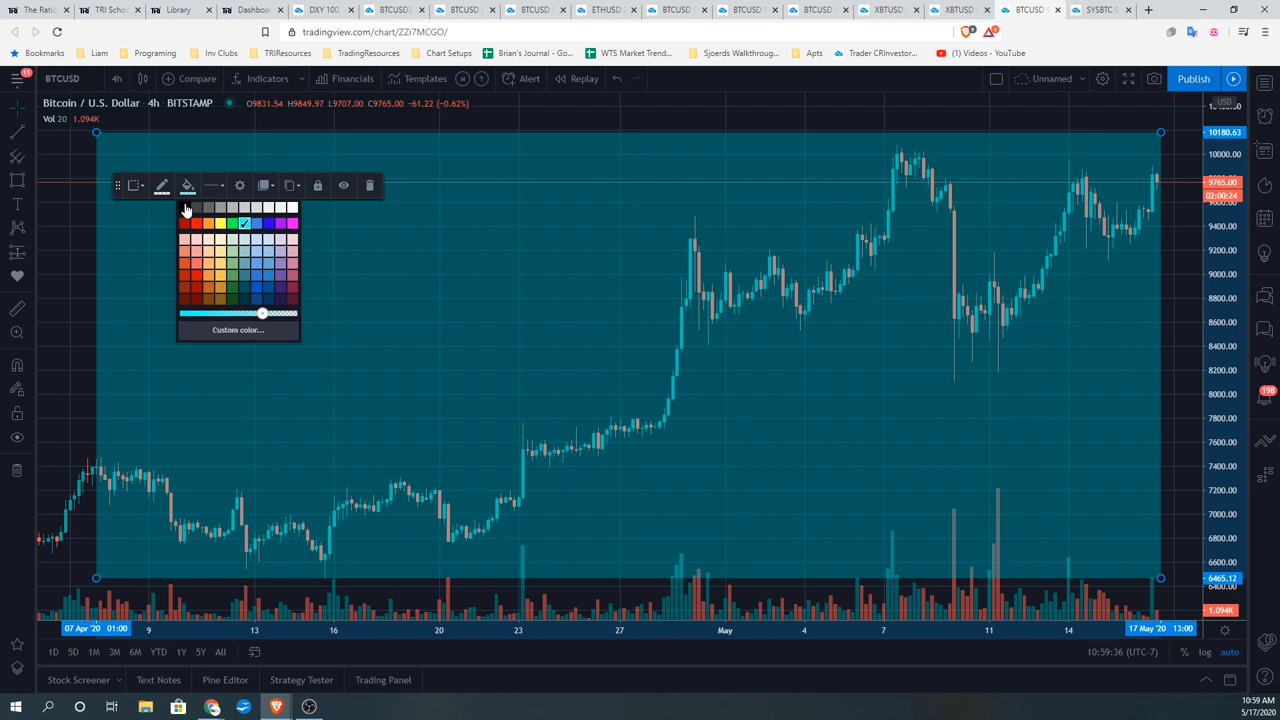 The Ratio
TRI School
Library
Dashboa
DXY 100.
BTCUSD
BTCUSD
BTCUSD
ETHUSD
BTCUSD
BTCUSD
BTCUSD
XBTUSD
XBTUSD
BTCUSD
SYSBTC 0
tradingview.com/chart/ZZi7MCGO/
Bookmarks
Liam
Programing
Inv Clubs
TRIResources
TradingResources
Chart Setups
Brian's Journal - Go...
WTS Market Trend...
Sjoerds Walkthroug...
Apts
Trader CRInvestor...
(1) Videos - YouTube
11
BTCUSD
4h
Compare
Indicators
Financials
Templates
M
T
Alert
Replay
Unnamed
Publish
Bitcoin / U.S. Dollar · 4h · BITSTAMP
O9831.54 H9849.97 L9707.00 C9765.00 −61.22 (−0.62%)
USD
Vol 20 1.094K
10180.63
10000.00
9765.00
02:00:24
9600.00
9400.00
9200.00
9000.00
8800.00
8600.00
8400.00
8200.00
8000.00
7800.00
7600.00
7400.00
7200.00
7000.00
6800.00
6600.00
6465.12
6400.00
1.094K
Custom color...
198
07 Apr '20 01:00
9
13
16
20
23
27
May
4
7
11
14
17 May '20 13:00
1D 5D 1M 3M 6M YTD 1Y 5Y All
10:59:36 (UTC-7)
%
log
auto
Stock Screener
Text Notes
Pine Editor
Strategy Tester
Trading Panel
10:59 AM
5/17/2020